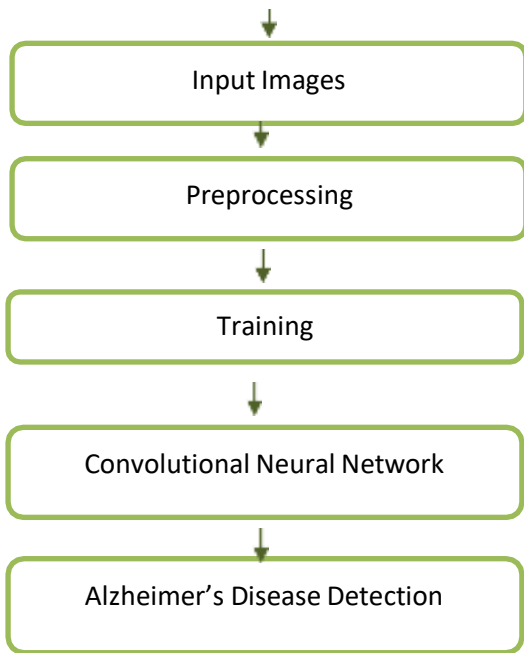 Input Images
Preprocessing
Training
Convolutional Neural Network
Alzheimer’s Disease Detection